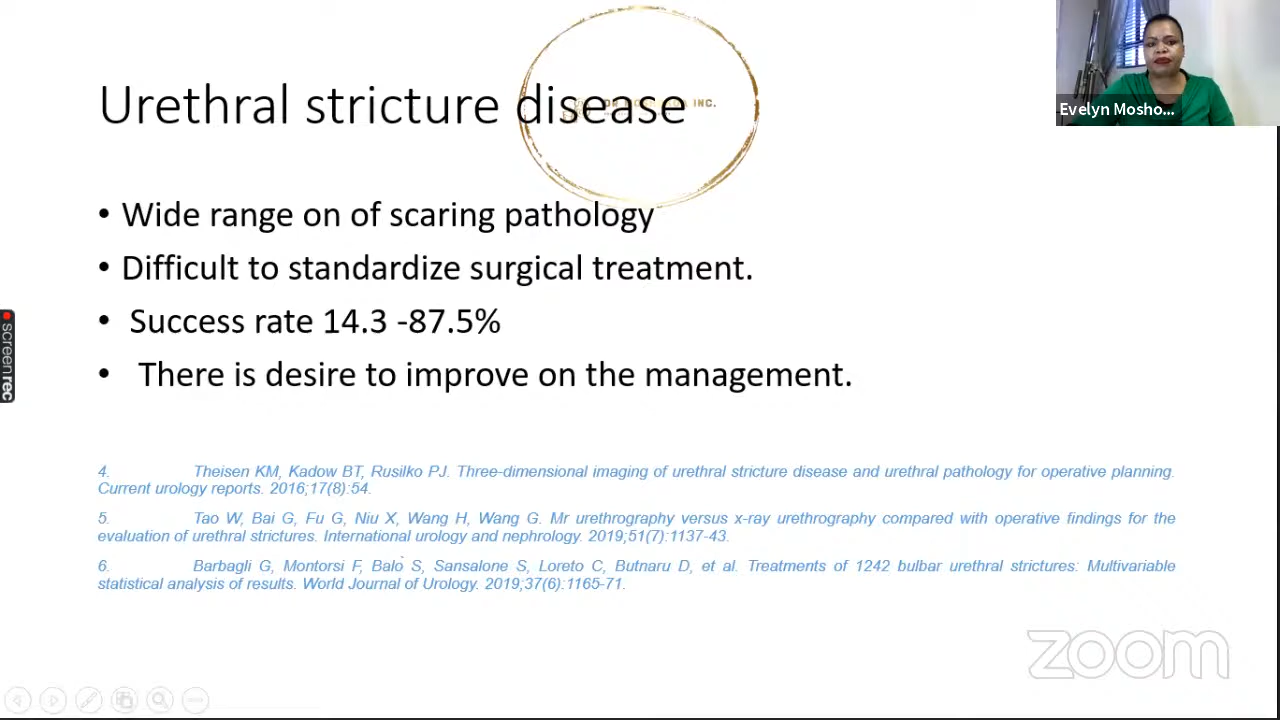 Urethral stricture disease
INC.
Evelyn Mosho...
• Wide range on of scaring pathology
• Difficult to standardize surgical treatment.
• Success rate 14.3 -87.5%
• There is desire to improve on the management.
screenrec
4. Theisen KM, Kadow BT, Rusilko PJ. Three-dimensional imaging of urethral stricture disease and urethral pathology for operative planning.
Current urology reports. 2016;17(8):54.
5. Tao W, Bai G, Fu G, Niu X, Wang H, Wang G. Mr urethrography versus x-ray urethrography compared with operative findings for the
evaluation of urethral strictures. International urology and nephrology. 2019;51(7):1137-43.
6. Barbagli G, Montorsi F, Balo S, Sansalone S, Loreto C, Butnaru D, et al. Treatments of 1242 bulbar urethral strictures: Multivariable
statistical analysis of results. World Journal of Urology. 2019;37(6):1165-71.
zoom